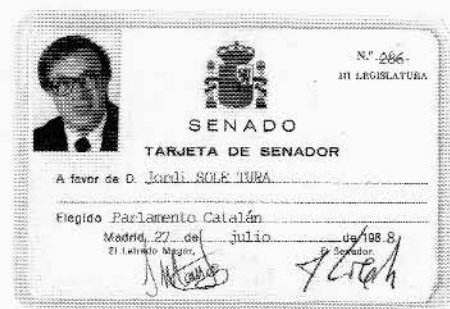 N.º 286
III LEGISLATURA
SENADO
TARJETA DE SENADOR
A favor de D. Jordi SOLE TURA
Elegido Parlamento Catalán
Madrid, 27 de julio de 1988
El Letrado Mayor,
El Senador,